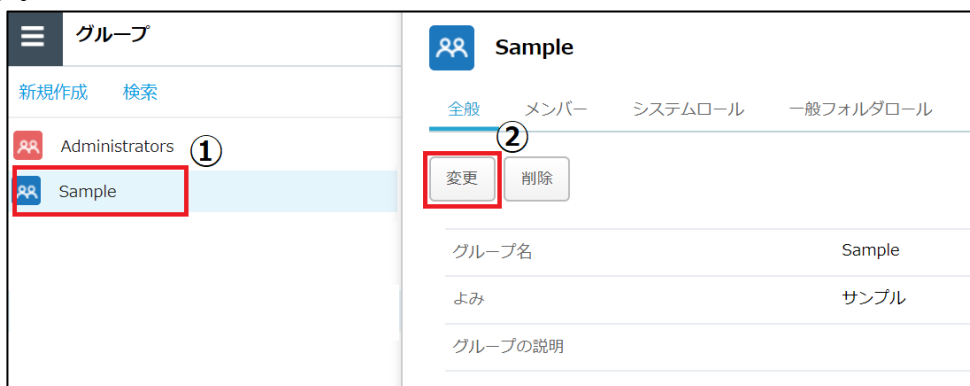 グループ
新規作成 検索
Administrators ①
Sample
Sample
全般 メンバー システムロール 一般フォルダロール
②
変更 削除
グループ名 Sample
よみ サンプル
グループの説明